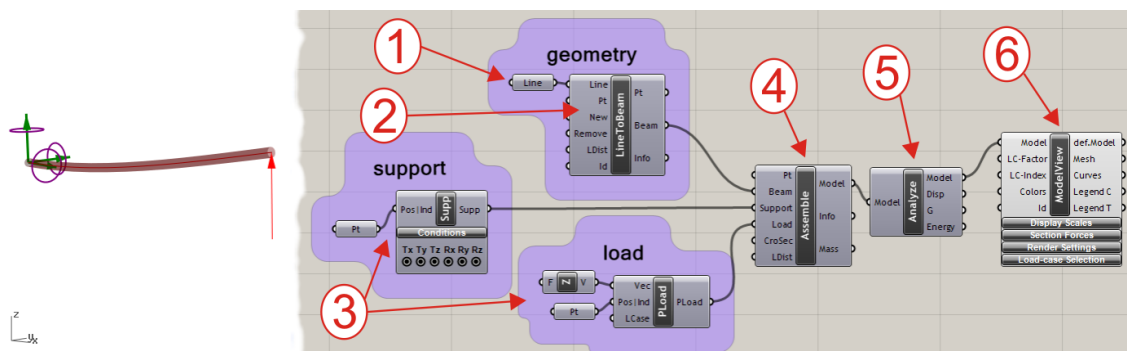 1
2
3
4
5
6
geometry
Line
Line
Pt
New
Remove
LDist
Id
LineToBeam
Pt
Beam
Info
support
Pt
Pos|Ind
Supp
Supp
Conditions
Tx Ty Tz Rx Ry Rz
load
F Z V
Pt
Vec
Pos|Ind
LCase
PLoad
PLoad
Pt
Beam
Support
Load
CroSec
LDist
Assemble
Model
Info
Mass
Model
Analyze
Model
Disp
G
Energy
Model
LC-Factor
LC-Index
Colors
Id
ModelView
def.Model
Mesh
Curves
Legend C
Legend T
Display Scales
Section Forces
Render Settings
Load-case Selection
z
y x